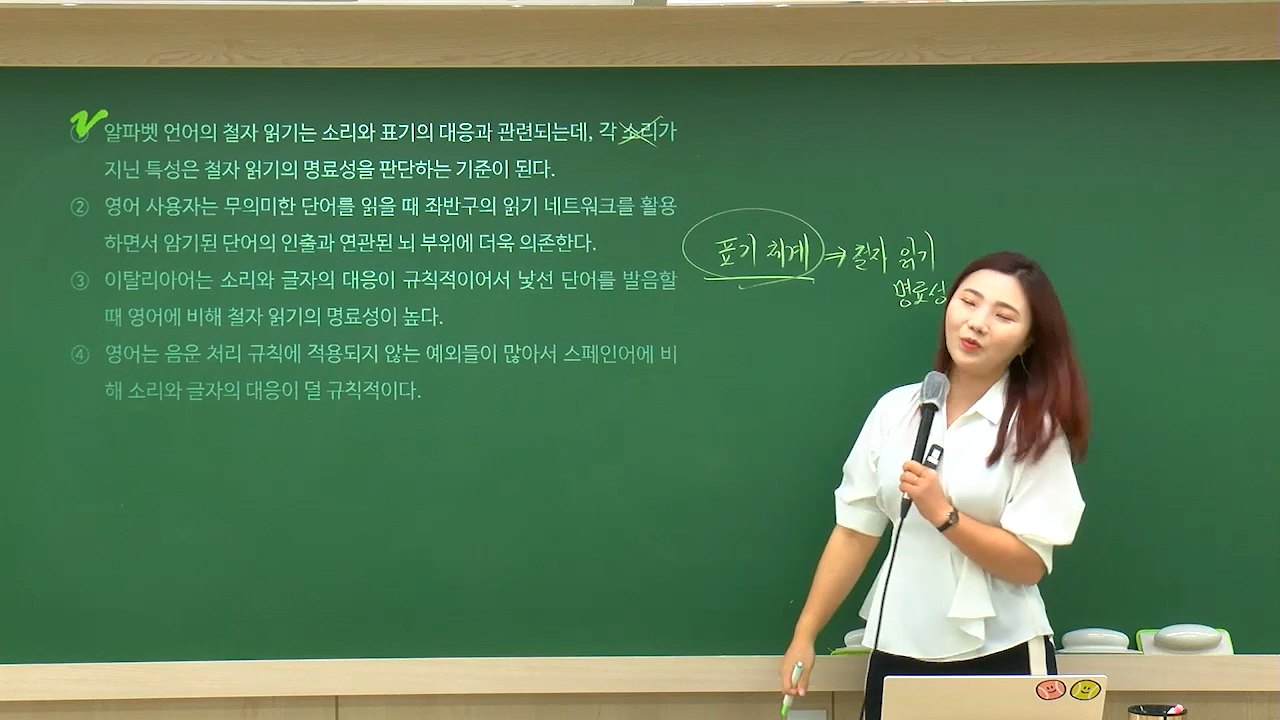 ① 알파벳 언어의 철자 읽기는 소리와 표기의 대응과 관련되는데, 각 소리가
지닌 특성은 철자 읽기의 명료성을 판단하는 기준이 된다.
② 영어 사용자는 무의미한 단어를 읽을 때 좌반구의 읽기 네트워크를 활용
하면서 암기된 단어의 인출과 연관된 뇌 부위에 더욱 의존한다.
③ 이탈리아어는 소리와 글자의 대응이 규칙적이어서 낯선 단어를 발음할
때 영어에 비해 철자 읽기의 명료성이 높다.
④ 영어는 음운 처리 규칙에 적용되지 않는 예외들이 많아서 스페인어에 비
해 소리와 글자의 대응이 덜 규칙적이다.
표기 체계 ⇒ 철자 읽기
명료성